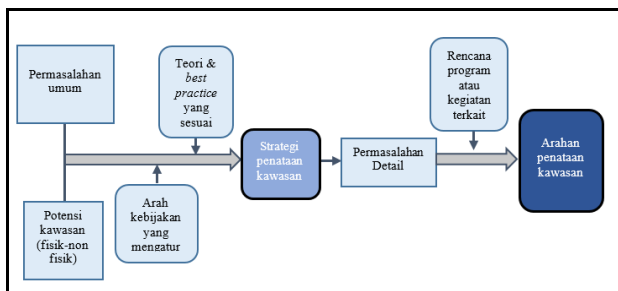 Permasalahan
umum
Teori &
best
practice
yang
sesuai
Rencana
program
atau
kegiatan
terkait
Strategi
penataan
kawasan
Permasalahan
Detail
Arahan
penataan
kawasan
Potensi
kawasan
(fisik-non
fisik)
Arah
kebijakan
yang
mengatur